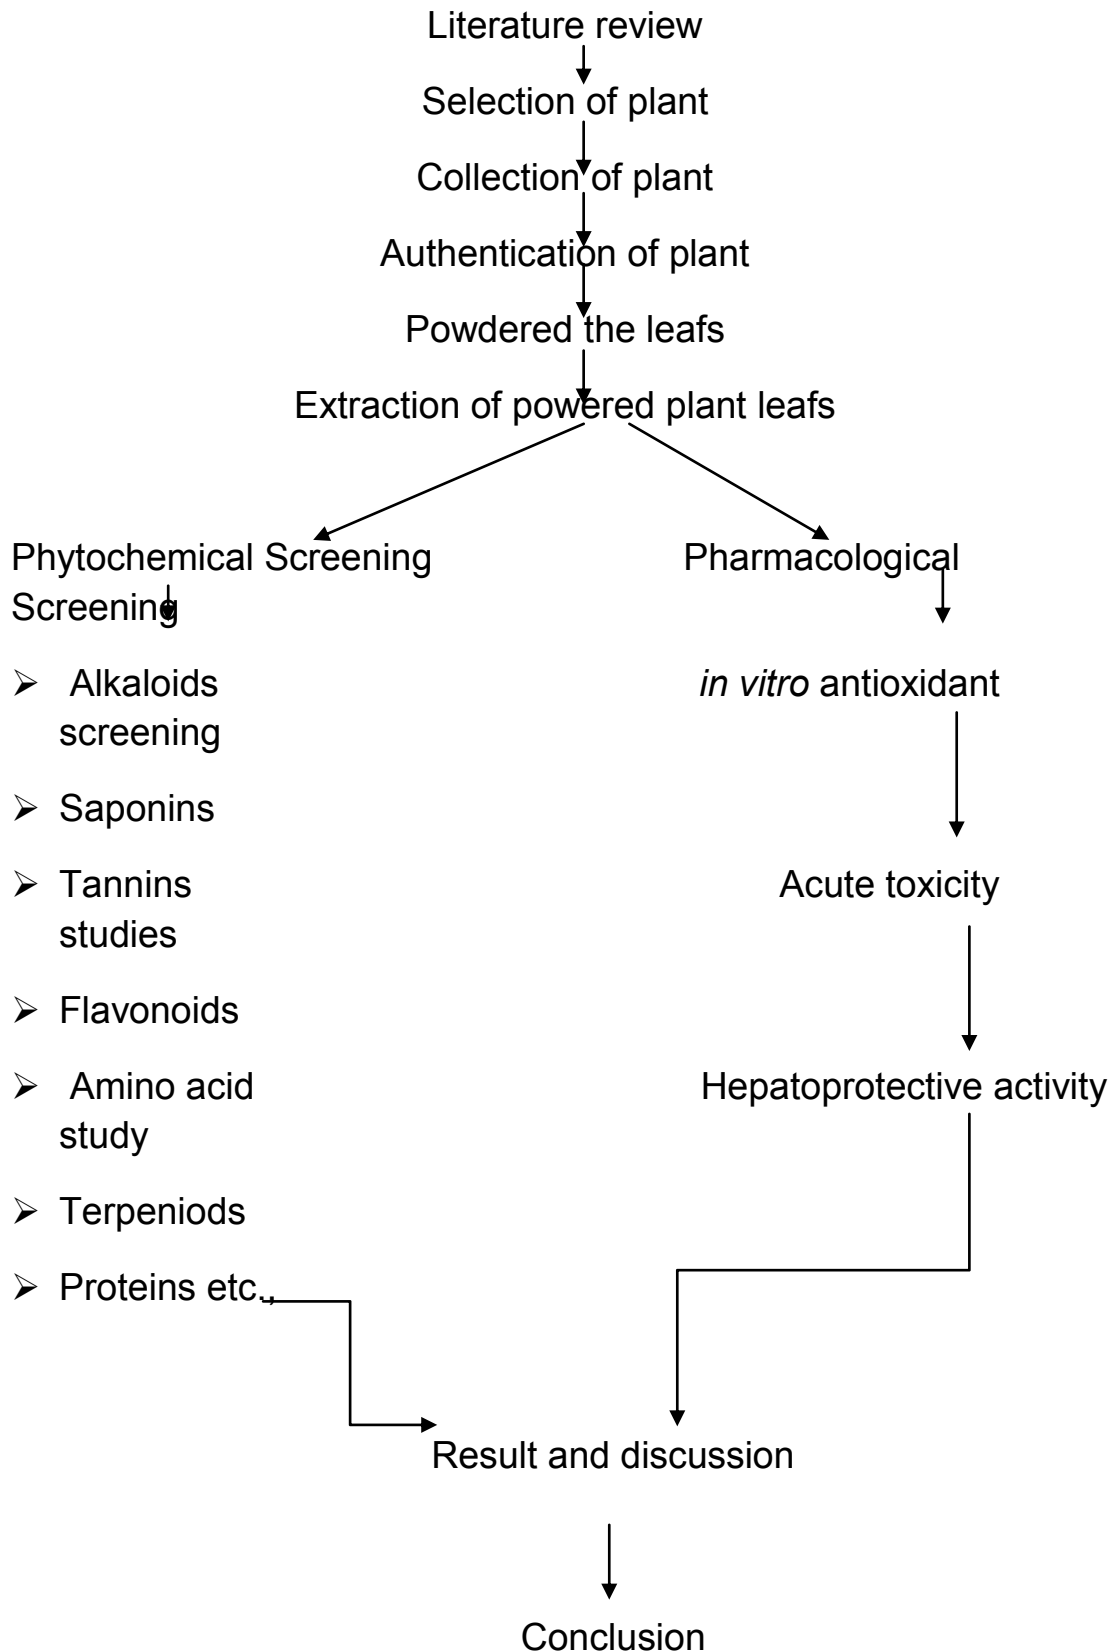 Literature review
Selection of plant
Collection of plant
Authentication of plant
Powdered the leafs
Extraction of powered plant leafs
Phytochemical Screening Pharmacological
Screening
➢ Alkaloids in vitro antioxidant
screening
➢ Saponins
➢ Tannins Acute toxicity
studies
➢ Flavonoids
➢ Amino acid Hepatoprotective activity
study
➢ Terpeniods
➢ Proteins etc.,
Result and discussion
Conclusion